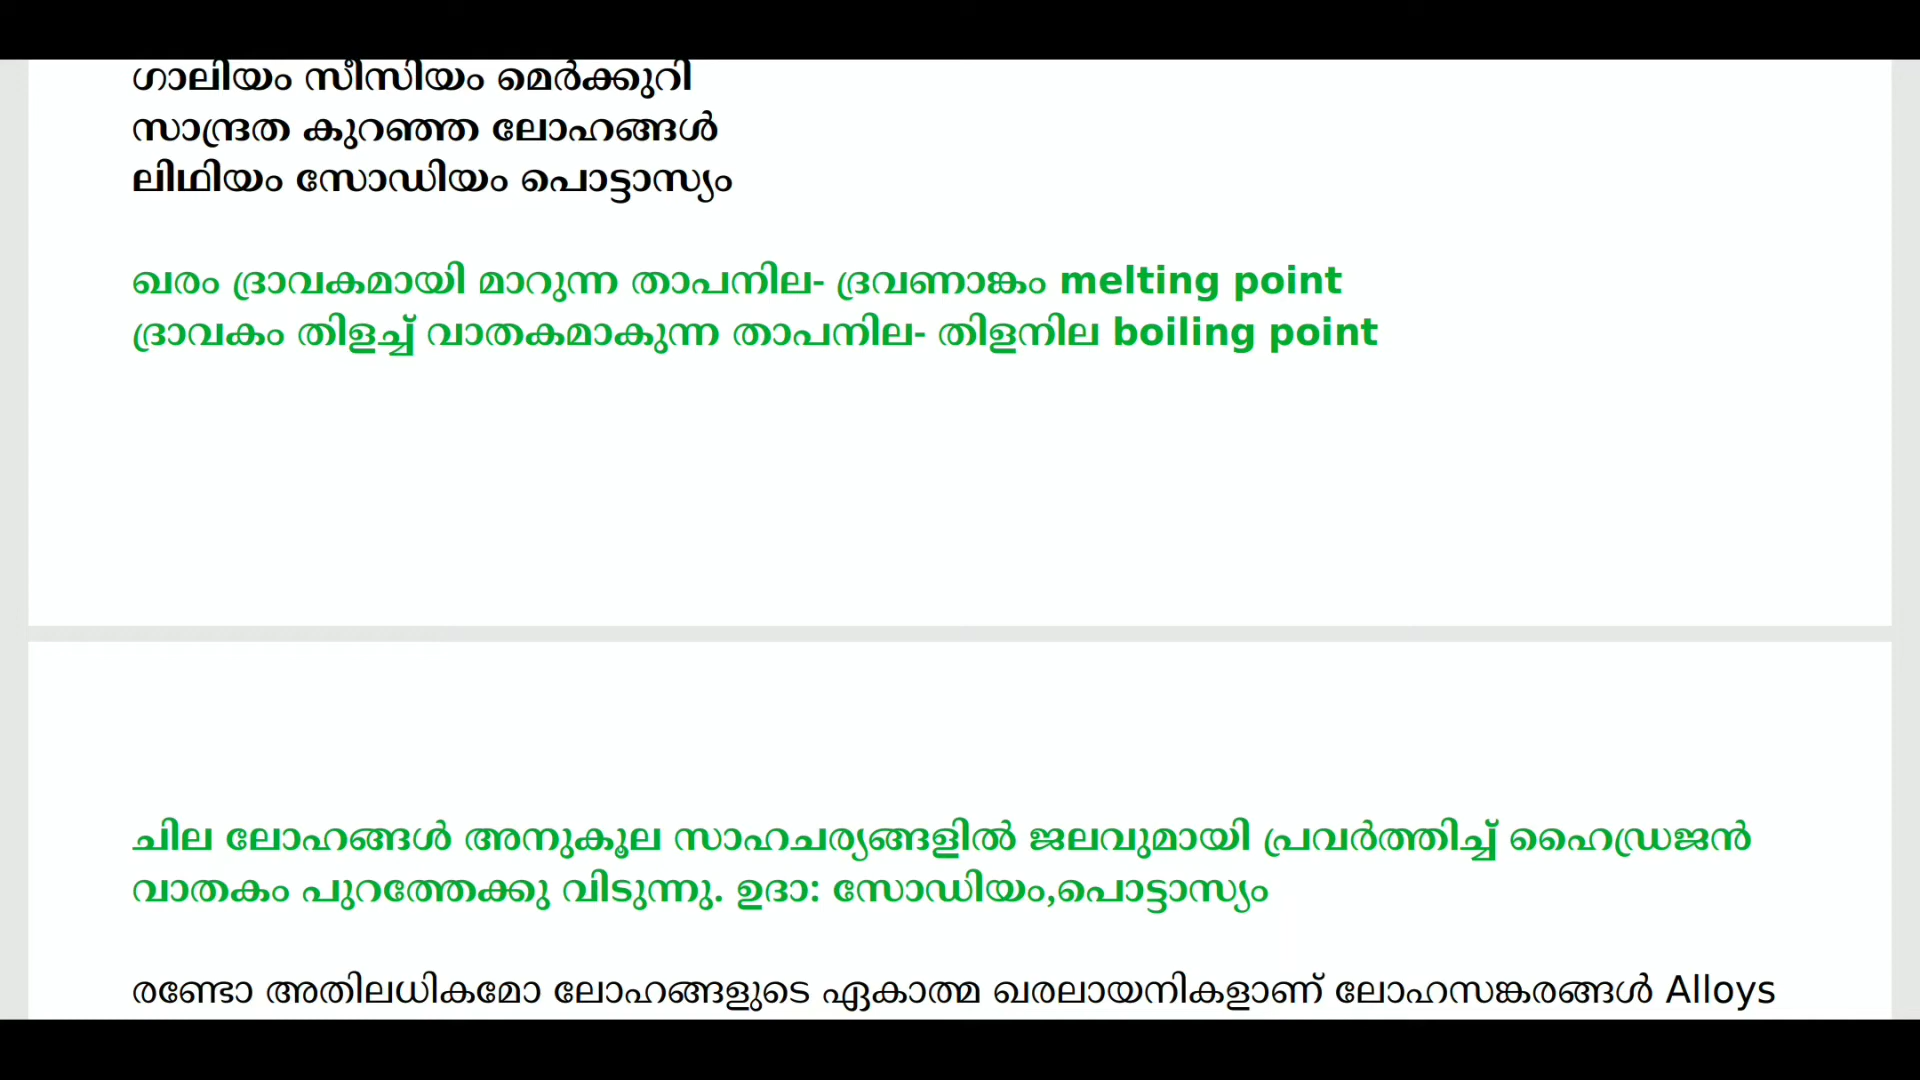 ഗാലിയം സീസിയം മെർക്കുറി
സാന്ദ്രത കുറഞ്ഞ ലോഹങ്ങൾ
ലിഥിയം സോഡിയം പൊട്ടാസ്യം
ഖരം ദ്രാവകമായി മാറുന്ന താപനില- ദ്രവണാങ്കം melting point
ദ്രാവകം തിളച്ച് വാതകമാകുന്ന താപനില- തിളനില boiling point
ചില ലോഹങ്ങൾ അനുകൂല സാഹചര്യങ്ങളിൽ ജലവുമായി പ്രവർത്തിച്ച് ഹൈഡ്രജൻ
വാതകം പുറത്തേക്കു വിടുന്നു. ഉദാ: സോഡിയം,പൊട്ടാസ്യം
രണ്ടോ അതിലധികമോ ലോഹങ്ങളുടെ ഏകാത്മ ഖരലായനികളാണ് ലോഹസങ്കരങ്ങൾ Alloys